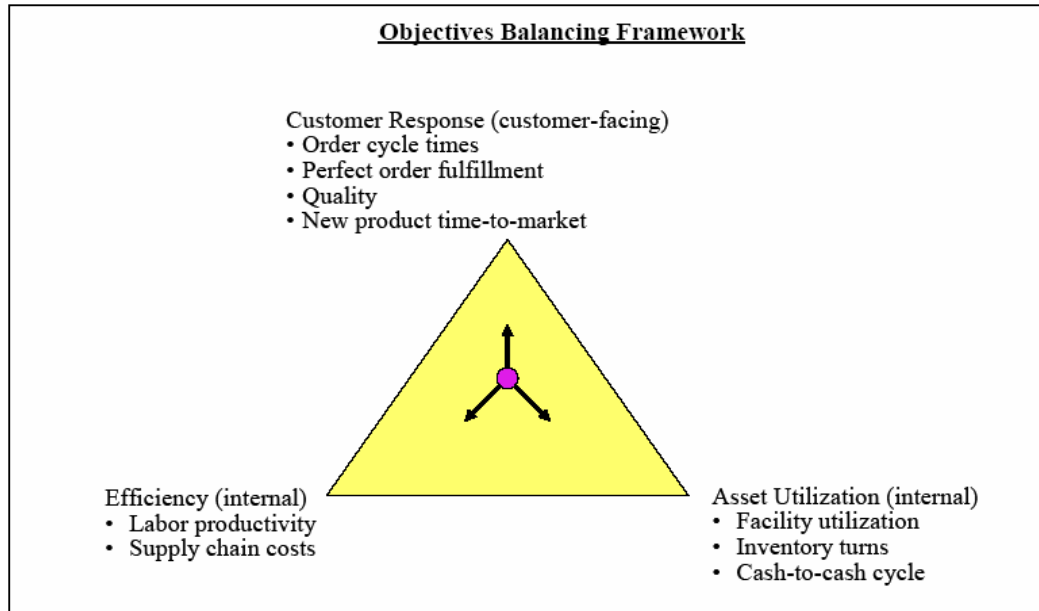 Objectives Balancing Framework
Customer Response (customer-facing)
• Order cycle times
• Perfect order fulfillment
• Quality
• New product time-to-market
Efficiency (internal)
• Labor productivity
• Supply chain costs
Asset Utilization (internal)
• Facility utilization
• Inventory turns
• Cash-to-cash cycle